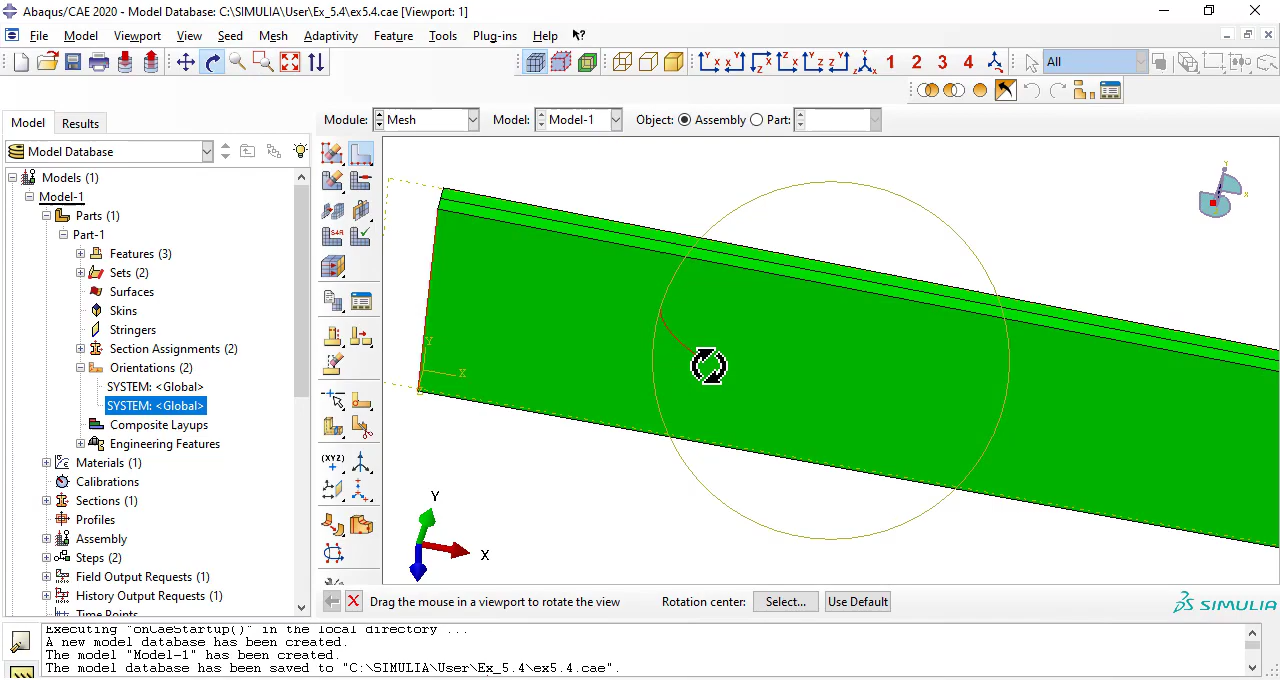 Abaqus/CAE 2020 - Model Database: C:\SIMULIA\User\Ex_5.4\ex5.4.cae [Viewport: 1]
File Model Viewport View Seed Mesh Adaptivity Feature Tools Plug-ins Help
1 2 3 4 All
Model Results
Module: Mesh Model: Model-1 Object: Assembly Part:
Model Database
Models (1)
Model-1
Parts (1)
Part-1
Features (3)
Sets (2)
Surfaces
Skins
Stringers
Section Assignments (2)
Orientations (2)
SYSTEM: <Global>
SYSTEM: <Global>
Composite Layups
Engineering Features
Materials (1)
Calibrations
Sections (1)
Profiles
Assembly
Steps (2)
Field Output Requests (1)
History Output Requests (1)
Time Points
S4R
(XYZ)
Y
X
Y
X
Y
X
Drag the mouse in a viewport to rotate the view Rotation center: Select... Use Default
SIMULIA
Executing "onCaeStartup()" in the local directory ...
A new model database has been created.
The model "Model-1" has been created.
The model database has been saved to "C:\SIMULIA\User\Ex_5.4\ex5.4.cae".